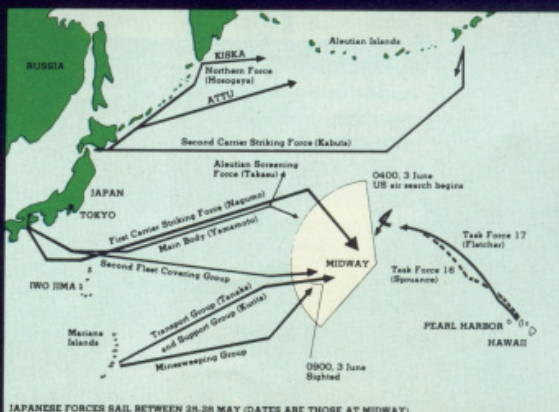 RUSSIA
KISKA
Northern Force
(Hosogaya)
ATTU
Aleutian Islands
Second Carrier Striking Force (Kabuta)
Aleutian Screening
Force (Takasu)
0400, 3 June
US air search begins
JAPAN
TOKYO
First Carrier Striking Force (Nagumo)
Main Body (Yamamoto)
Second Fleet Covering Group
MIDWAY
Task Force 17
(Fletcher)
Task Force 16
(Spruance)
IWO JIMA
Transport Group (Tanaka)
and Support Group (Kurita)
Minesweeping Group
Mariana
Islands
PEARL HARBOR
HAWAII
0900, 3 June
Sighted
JAPANESE FORCES SAIL BETWEEN 25-28 MAY (DATES ARE THOSE AT MIDWAY)